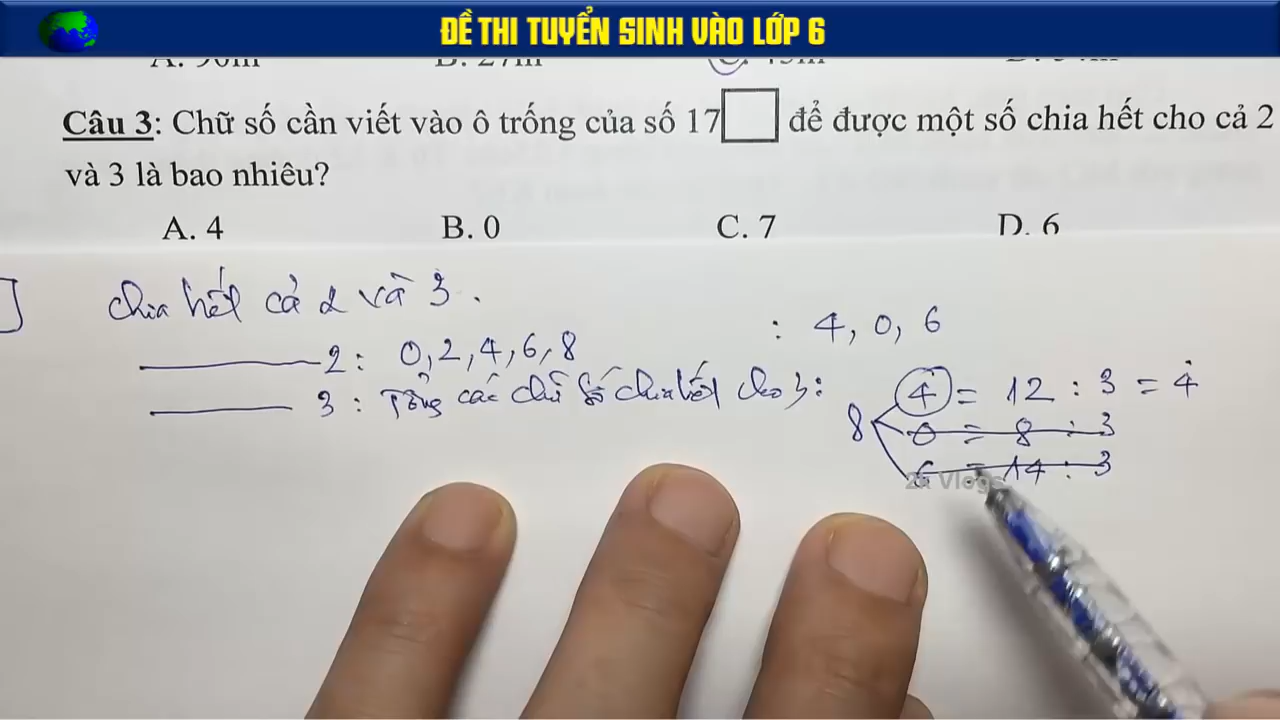 ĐỀ THI TUYỂN SINH VÀO LỚP 6
Câu 3: Chữ số cần viết vào ô trống của số 17 để được một số chia hết cho cả 2
và 3 là bao nhiêu?
A. 4 B. 0 C. 7 D. 6
Chia hết cả 2 và 3.
: 4, 0, 6
2 : 0, 2, 4, 6, 8
3 : Tổng các chữ số chia hết cho 3 :
8
4 = 12 : 3 = 4
0 = 8 : 3
6 = 14 : 3
2k Vlogs